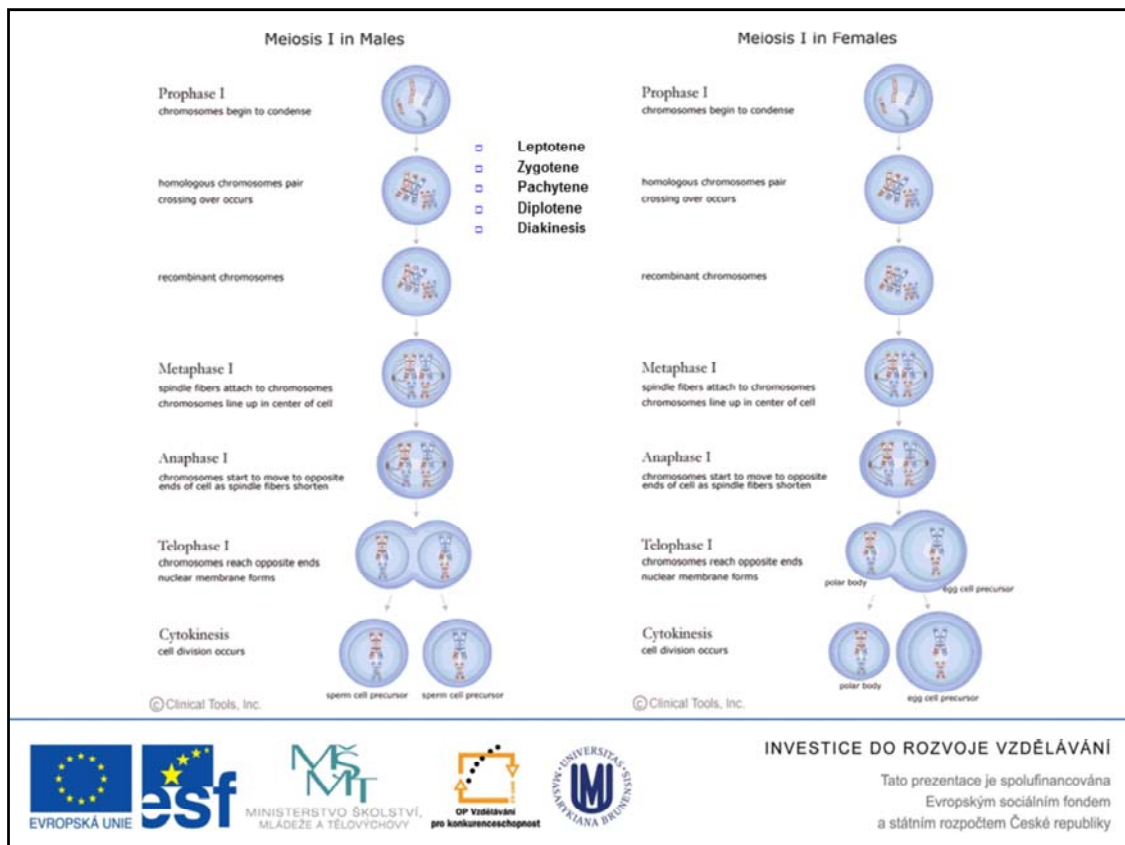 Meiosis I in Males
Prophase I
chromosomes begin to condense
homologous chromosomes pair
crossing over occurs
recombinant chromosomes
Metaphase I
spindle fibers attach to chromosomes
chromosomes line up in center of cell
Anaphase I
chromosomes start to move to opposite
ends of cell as spindle fibers shorten
Telophase I
chromosomes reach opposite ends
nuclear membrane forms
Cytokinesis
cell division occurs
sperm cell precursor
sperm cell precursor
© Clinical Tools, Inc.
Leptotene
Zygotene
Pachytene
Diplotene
Diakinesis
Meiosis I in Females
Prophase I
chromosomes begin to condense
homologous chromosomes pair
crossing over occurs
recombinant chromosomes
Metaphase I
spindle fibers attach to chromosomes
chromosomes line up in center of cell
Anaphase I
chromosomes start to move to opposite
ends of cell as spindle fibers shorten
Telophase I
chromosomes reach opposite ends
nuclear membrane forms
polar body
egg cell precursor
Cytokinesis
cell division occurs
polar body
egg cell precursor
© Clinical Tools, Inc.
EVROPSKÁ UNIE
esf
MŠMT
MINISTERSTVO ŠKOLSTVÍ,
MLÁDEŽE A TĚLOVÝCHOVY
OP Vzdělávání
pro konkurenceschopnost
UNIVERSITAS
MASARYKIANA BRUNENSIS
INVESTICE DO ROZVOJE VZDĚLÁVÁNÍ
Tato prezentace je spolufinancována
Evropským sociálním fondem
a státním rozpočtem České republiky